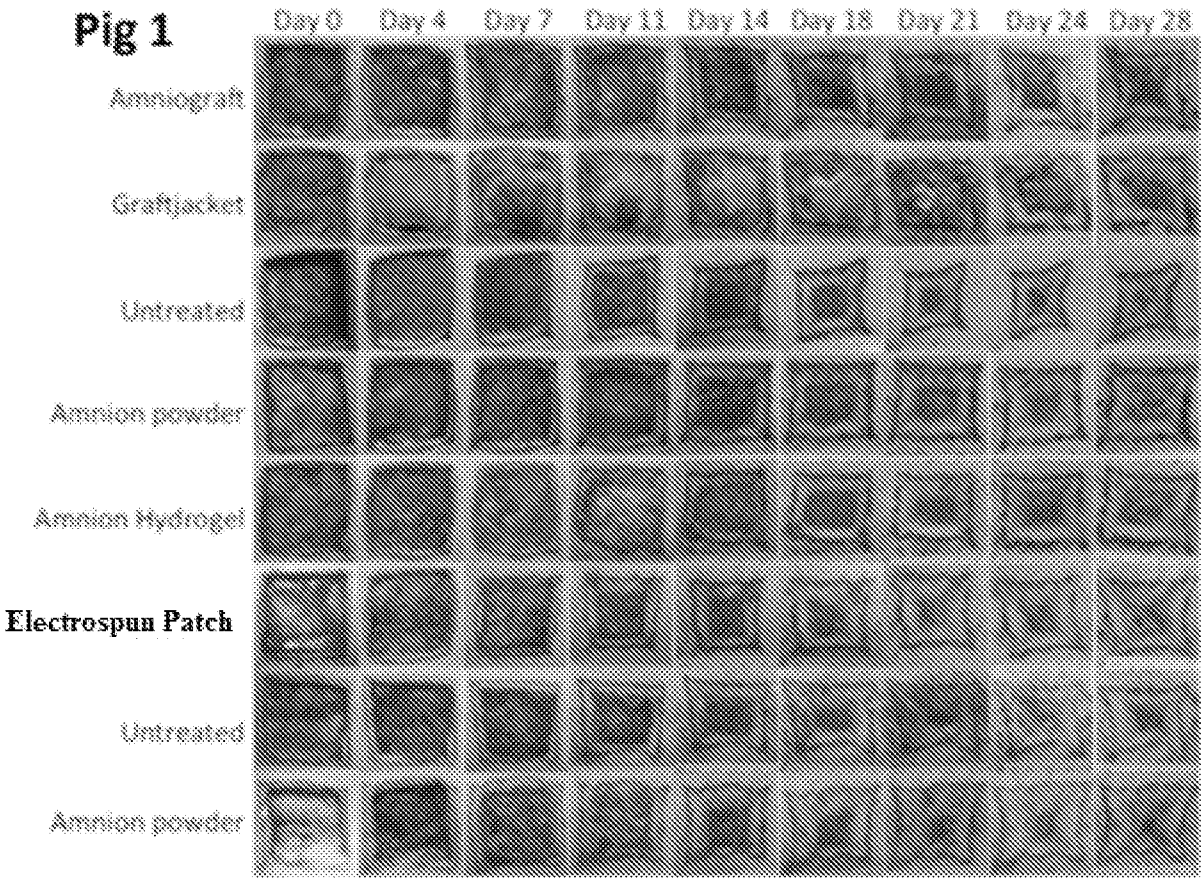 Pig 1
Day 0 Day 4 Day 7 Day 11 Day 14 Day 18 Day 21 Day 24 Day 28
Amniograft
Graftjacket
Untreated
Amnion powder
Amnion Hydrogel
Electrospun Patch
Untreated
Amnion powder